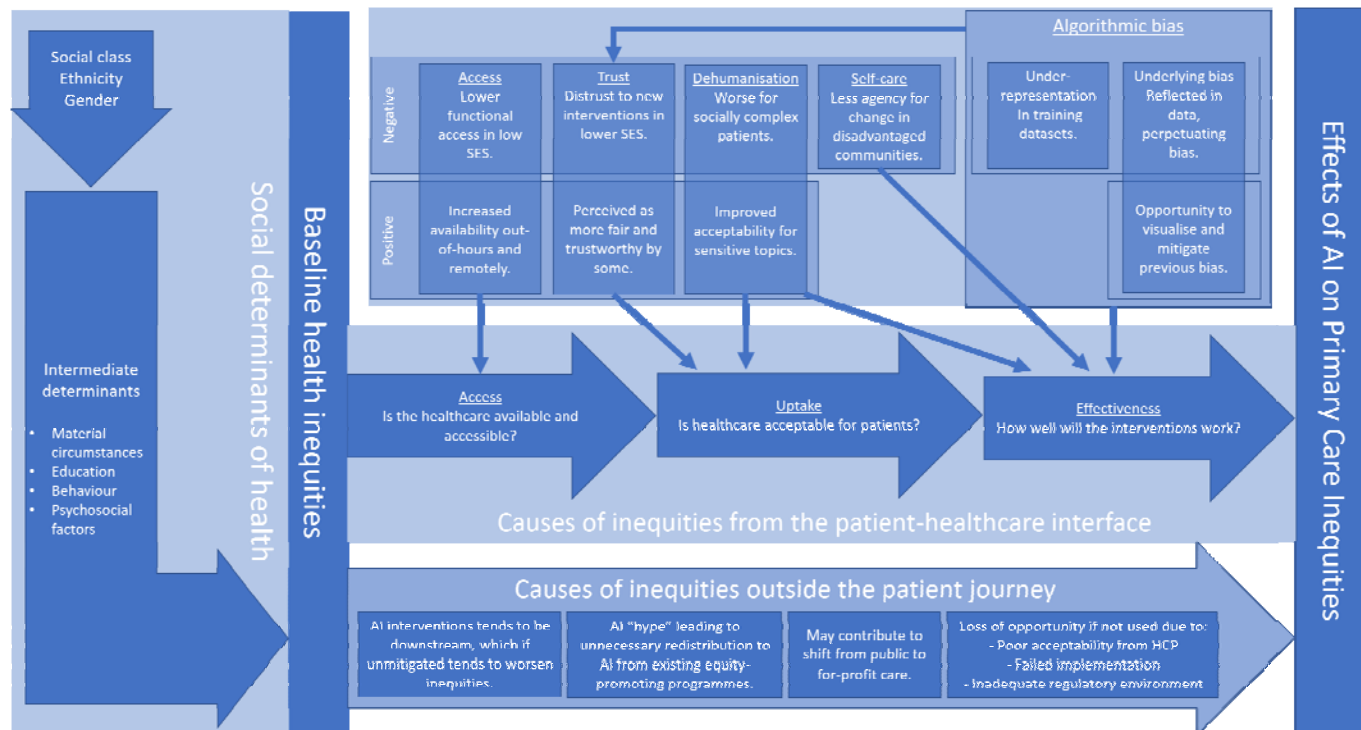 Social class
Ethnicity
Gender
Intermediate
determinants
• Material
circumstances
• Education
• Behaviour
• Psychosocial
factors
Social determinants of health
Baseline health inequities
Negative
Positive
Access
Lower
functional
access in low
SES.
Increased
availability out-
of-hours and
remotely.
Trust
Distrust to new
interventions in
lower SES.
Perceived as
more fair and
trustworthy by
some.
Dehumanisation
Worse for
socially complex
patients.
Improved
acceptability for
sensitive topics.
Self-care
Less agency for
change in
disadvantaged
communities.
Algorithmic bias
Under-
representation
In training
datasets.
Underlying bias
Reflected in
data,
perpetuating
bias.
Opportunity to
visualise and
mitigate
previous bias.
Access
Is the healthcare available and
accessible?
Uptake
Is healthcare acceptable for patients?
Effectiveness
How well will the interventions work?
Causes of inequities from the patient-healthcare interface
Causes of inequities outside the patient journey
AI interventions tends to be
downstream, which if
unmitigated tends to worsen
inequities.
AI “hype” leading to
unnecessary redistribution to
AI from existing equity-
promoting programmes.
May contribute to
shift from public to
for-profit care.
Loss of opportunity if not used due to:
- Poor acceptability from HCP
- Failed implementation
- Inadequate regulatory environment
Effects of AI on Primary Care Inequities